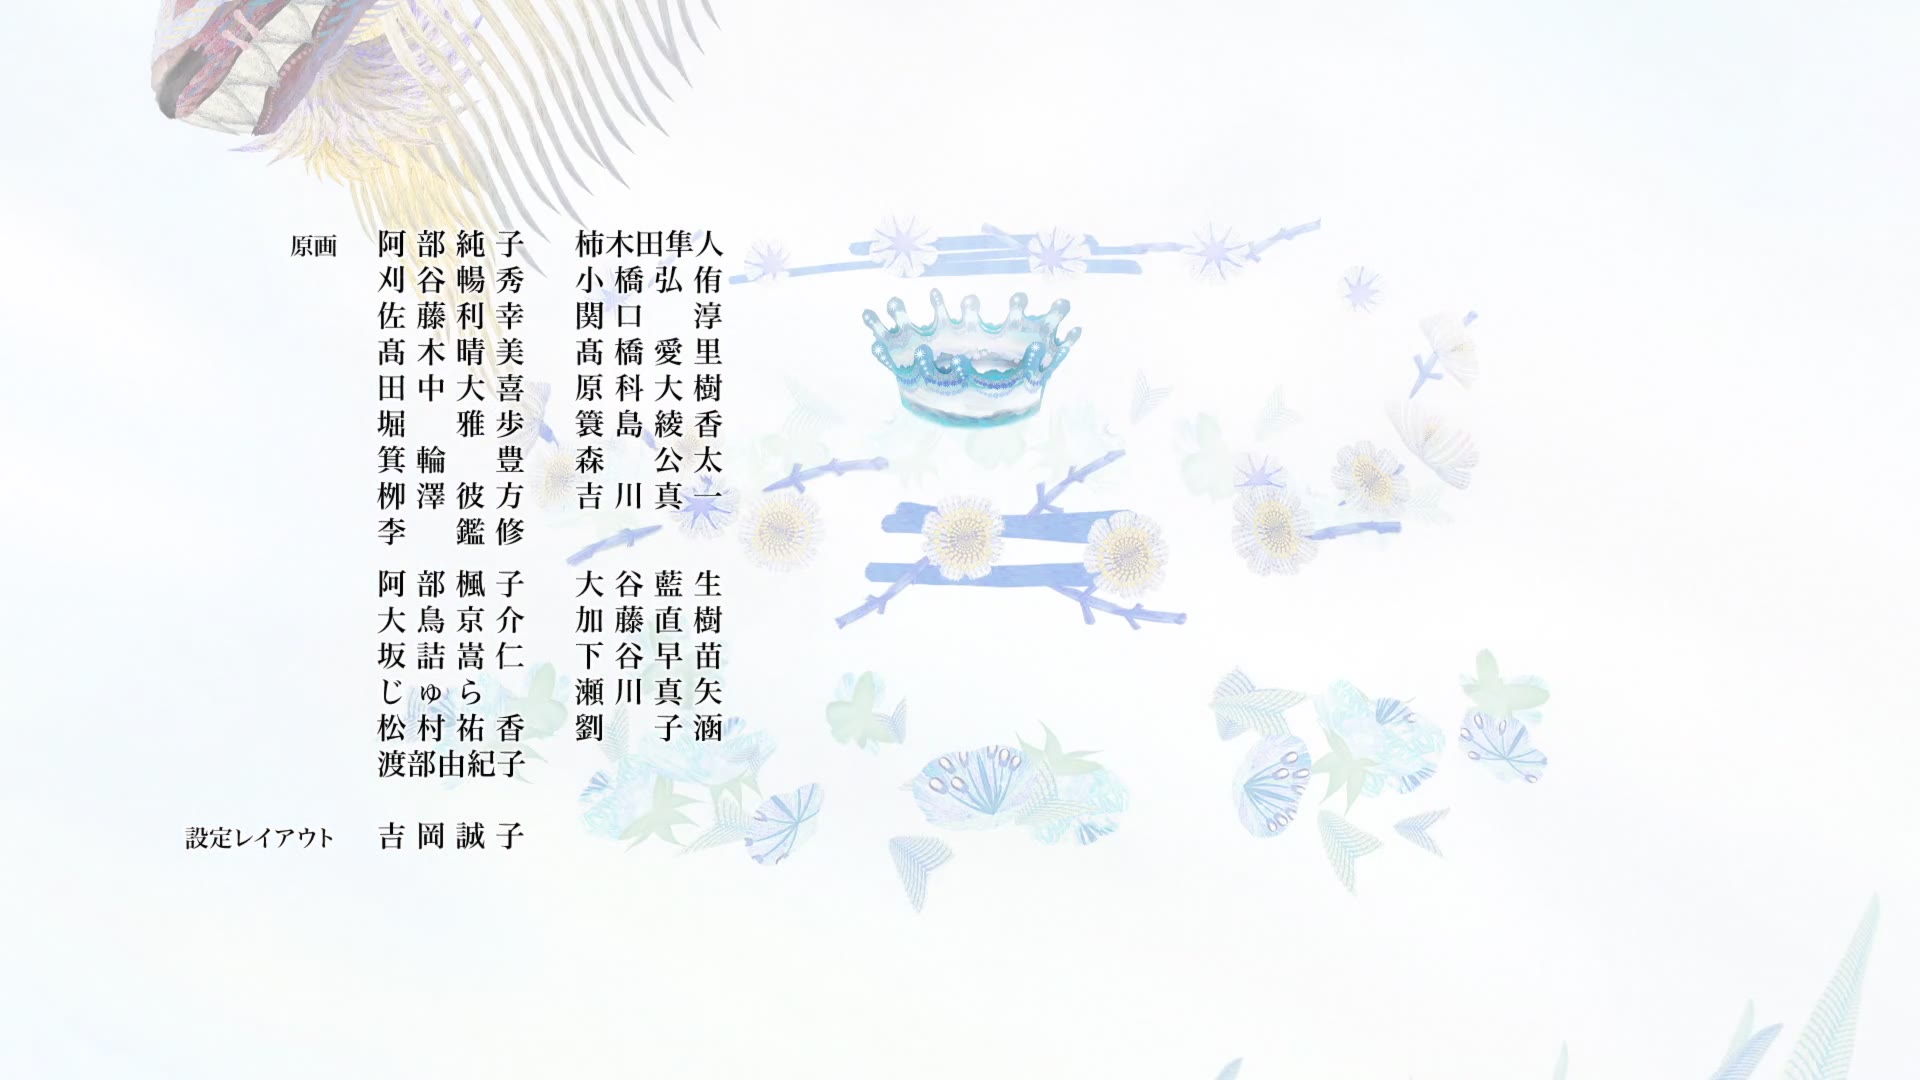 原画 阿部純子 柿木田隼人
刈谷暢秀 小橋弘侑
佐藤利幸 関口 淳
髙木晴美 髙橋愛里
田中大喜 原科大樹
堀 雅歩 簑島綾香
箕輪 豊 森 公太
栁澤彼方 吉川真一
李 鑑修
阿部楓子 大谷藍生
大鳥京介 加藤直樹
坂詰嵩仁 下谷早苗
じゅら 瀬川真矢
松村祐香 劉 子涵
渡部由紀子
設定レイアウト 吉岡誠子